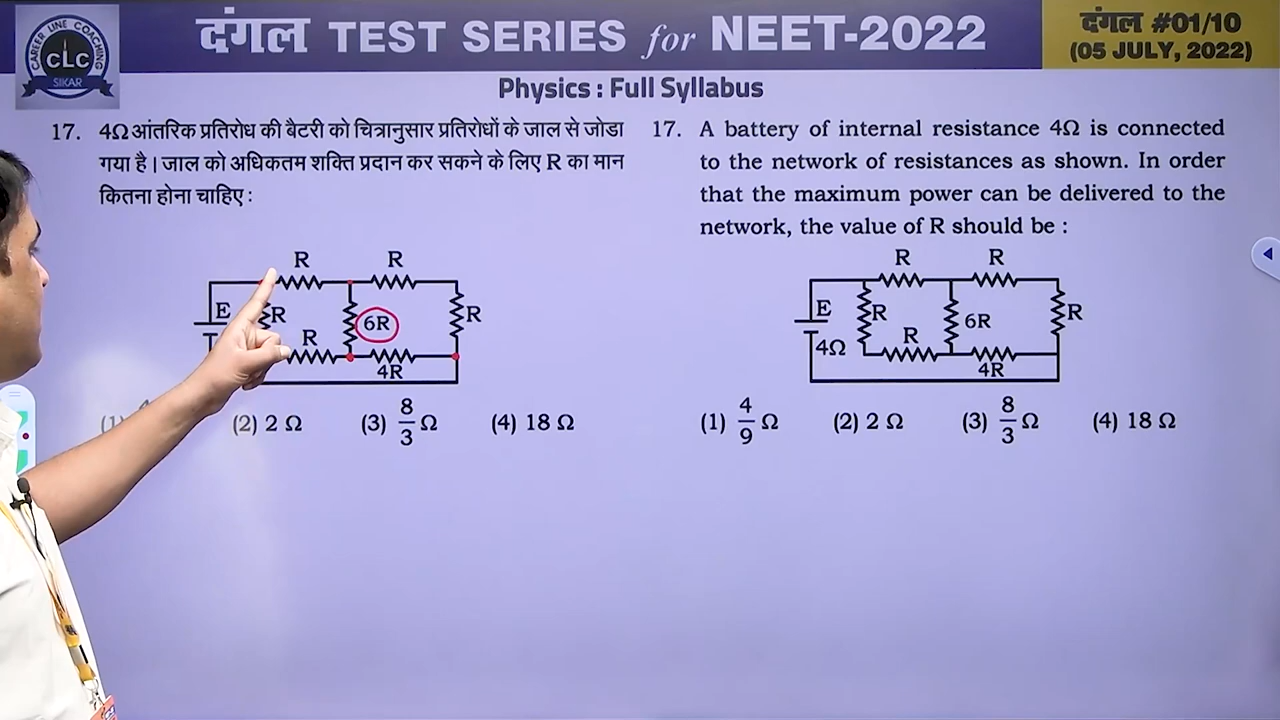 CAREER LINE COACHING
CLC
SIKAR
दंगल TEST SERIES for NEET-2022
दंगल #01/10
(05 JULY, 2022)
Physics : Full Syllabus
17. 4Ω आंतरिक प्रतिरोध की बैटरी को चित्रानुसार प्रतिरोधों के जाल से जोडा
गया है। जाल को अधिकतम शक्ति प्रदान कर सकने के लिए R का मान
कितना होना चाहिए :
R R
E R 6R R
R
4R
(2) 2 Ω (3) 8/3 Ω (4) 18 Ω
17. A battery of internal resistance 4Ω is connected
to the network of resistances as shown. In order
that the maximum power can be delivered to the
network, the value of R should be :
R R
E R 6R R
4Ω R
4R
(1) 4/9 Ω (2) 2 Ω (3) 8/3 Ω (4) 18 Ω